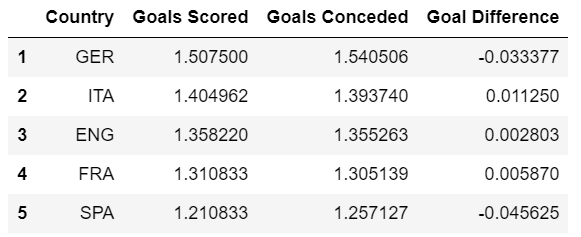 Country Goals Scored Goals Conceded Goal Difference
1 GER 1.507500 1.540506 -0.033377
2 ITA 1.404962 1.393740 0.011250
3 ENG 1.358220 1.355263 0.002803
4 FRA 1.310833 1.305139 0.005870
5 SPA 1.210833 1.257127 -0.045625